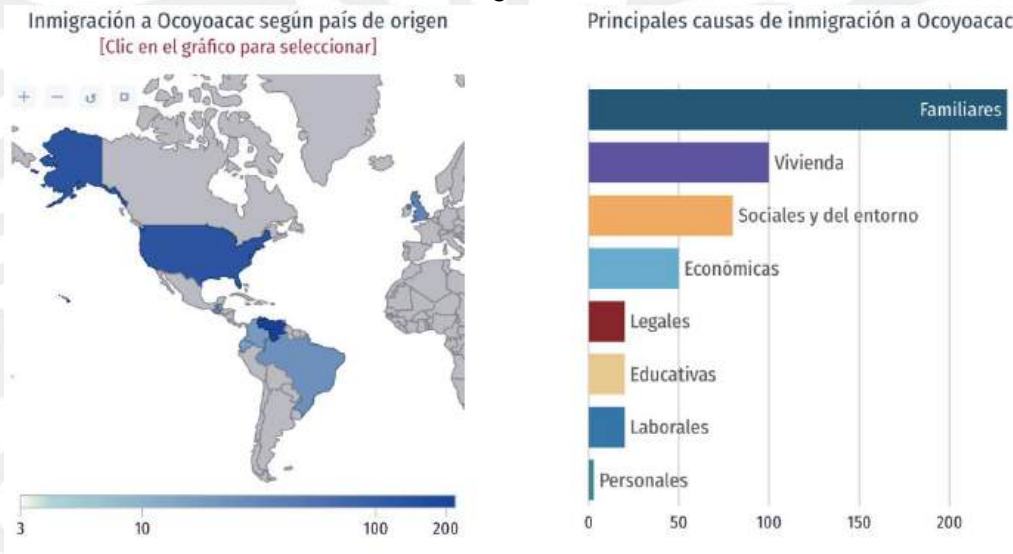 Inmigración a Ocoyoacac según país de origen
[Clic en el gráfico para seleccionar]
3
10
100
200
Principales causas de inmigración a Ocoyoacac
Familiares
Vivienda
Sociales y del entorno
Económicas
Legales
Educativas
Laborales
Personales
0
50
100
150
200